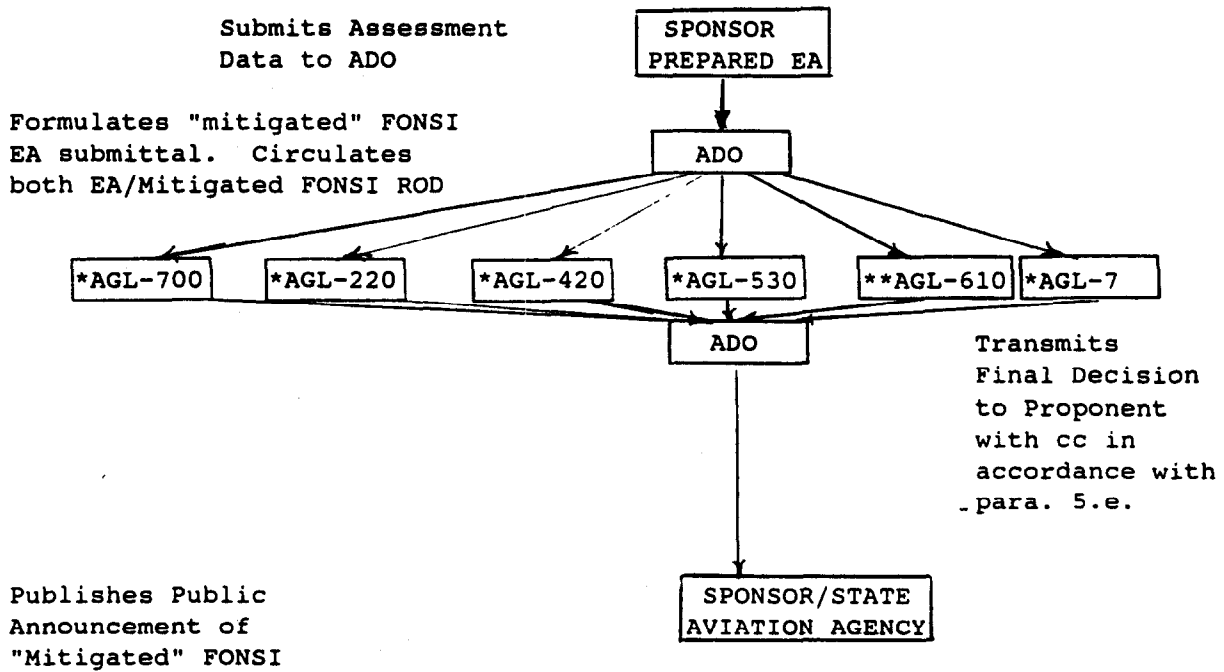 Submits Assessment
Data to ADO
SPONSOR
PREPARED EA
Formulates "mitigated" FONSI
EA submittal. Circulates
both EA/Mitigated FONSI ROD
ADO
*AGL-700
*AGL-220
*AGL-420
*AGL-530
**AGL-610
*AGL-7
ADO
Transmits
Final Decision
to Proponent
with cc in
accordance with
para. 5.e.
SPONSOR/STATE
AVIATION AGENCY
Publishes Public
Announcement of
"Mitigated" FONSI